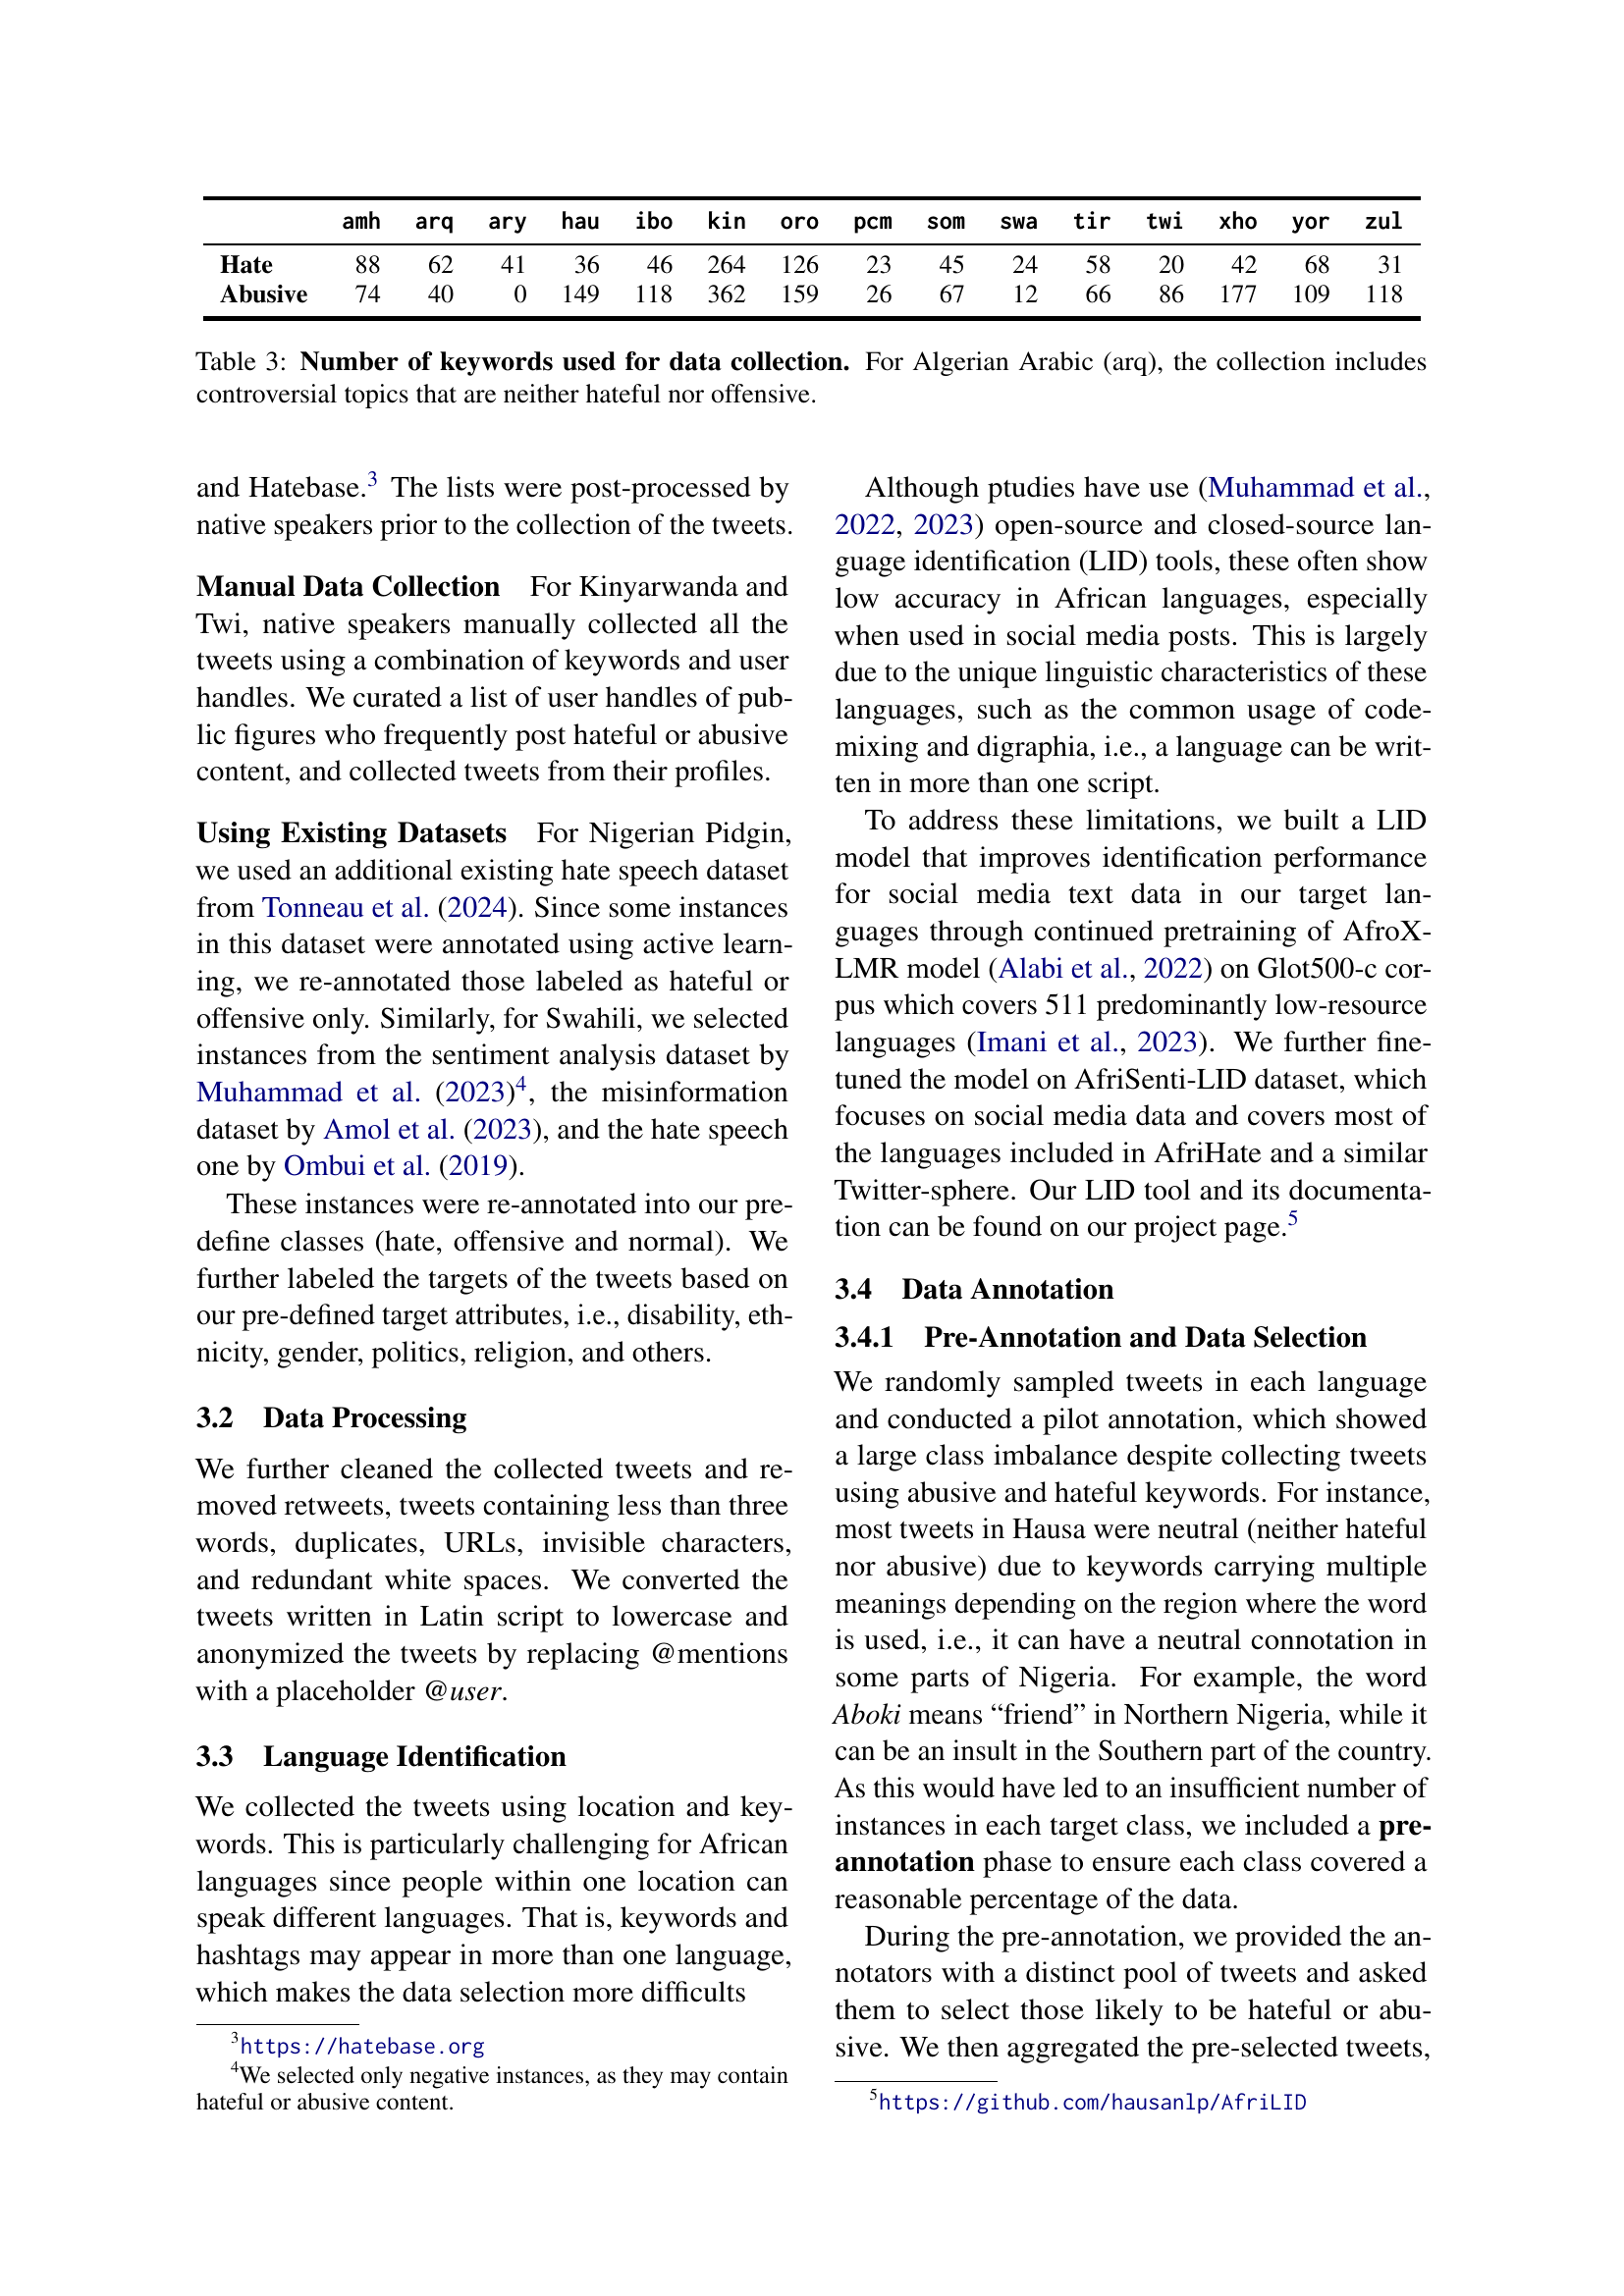 amh arq ary hau ibo kin oro pcm som swa tir twi xho yor zul
Hate 88 62 41 36 46 264 126 23 45 24 58 20 42 68 31
Abusive 74 40 0 149 118 362 159 26 67 12 66 86 177 109 118
Table 3: Number of keywords used for data collection. For Algerian Arabic (arq), the collection includes
controversial topics that are neither hateful nor offensive.
and Hatebase.3 The lists were post-processed by
native speakers prior to the collection of the tweets.
Manual Data Collection For Kinyarwanda and
Twi, native speakers manually collected all the
tweets using a combination of keywords and user
handles. We curated a list of user handles of pub-
lic figures who frequently post hateful or abusive
content, and collected tweets from their profiles.
Using Existing Datasets For Nigerian Pidgin,
we used an additional existing hate speech dataset
from Tonneau et al. (2024). Since some instances
in this dataset were annotated using active learn-
ing, we re-annotated those labeled as hateful or
offensive only. Similarly, for Swahili, we selected
instances from the sentiment analysis dataset by
Muhammad et al. (2023)4, the misinformation
dataset by Amol et al. (2023), and the hate speech
one by Ombui et al. (2019).
These instances were re-annotated into our pre-
define classes (hate, offensive and normal). We
further labeled the targets of the tweets based on
our pre-defined target attributes, i.e., disability, eth-
nicity, gender, politics, religion, and others.
3.2 Data Processing
We further cleaned the collected tweets and re-
moved retweets, tweets containing less than three
words, duplicates, URLs, invisible characters,
and redundant white spaces. We converted the
tweets written in Latin script to lowercase and
anonymized the tweets by replacing @mentions
with a placeholder @user.
3.3 Language Identification
We collected the tweets using location and key-
words. This is particularly challenging for African
languages since people within one location can
speak different languages. That is, keywords and
hashtags may appear in more than one language,
which makes the data selection more difficults
3https://hatebase.org
4We selected only negative instances, as they may contain
hateful or abusive content.
Although ptudies have use (Muhammad et al.,
2022, 2023) open-source and closed-source lan-
guage identification (LID) tools, these often show
low accuracy in African languages, especially
when used in social media posts. This is largely
due to the unique linguistic characteristics of these
languages, such as the common usage of code-
mixing and digraphia, i.e., a language can be writ-
ten in more than one script.
To address these limitations, we built a LID
model that improves identification performance
for social media text data in our target lan-
guages through continued pretraining of AfroX-
LMR model (Alabi et al., 2022) on Glot500-c cor-
pus which covers 511 predominantly low-resource
languages (Imani et al., 2023). We further fine-
tuned the model on AfriSenti-LID dataset, which
focuses on social media data and covers most of
the languages included in AfriHate and a similar
Twitter-sphere. Our LID tool and its documenta-
tion can be found on our project page.5
3.4 Data Annotation
3.4.1 Pre-Annotation and Data Selection
We randomly sampled tweets in each language
and conducted a pilot annotation, which showed
a large class imbalance despite collecting tweets
using abusive and hateful keywords. For instance,
most tweets in Hausa were neutral (neither hateful
nor abusive) due to keywords carrying multiple
meanings depending on the region where the word
is used, i.e., it can have a neutral connotation in
some parts of Nigeria. For example, the word
Aboki means “friend” in Northern Nigeria, while it
can be an insult in the Southern part of the country.
As this would have led to an insufficient number of
instances in each target class, we included a pre-
annotation phase to ensure each class covered a
reasonable percentage of the data.
During the pre-annotation, we provided the an-
notators with a distinct pool of tweets and asked
them to select those likely to be hateful or abu-
sive. We then aggregated the pre-selected tweets,
5https://github.com/hausanlp/AfriLID